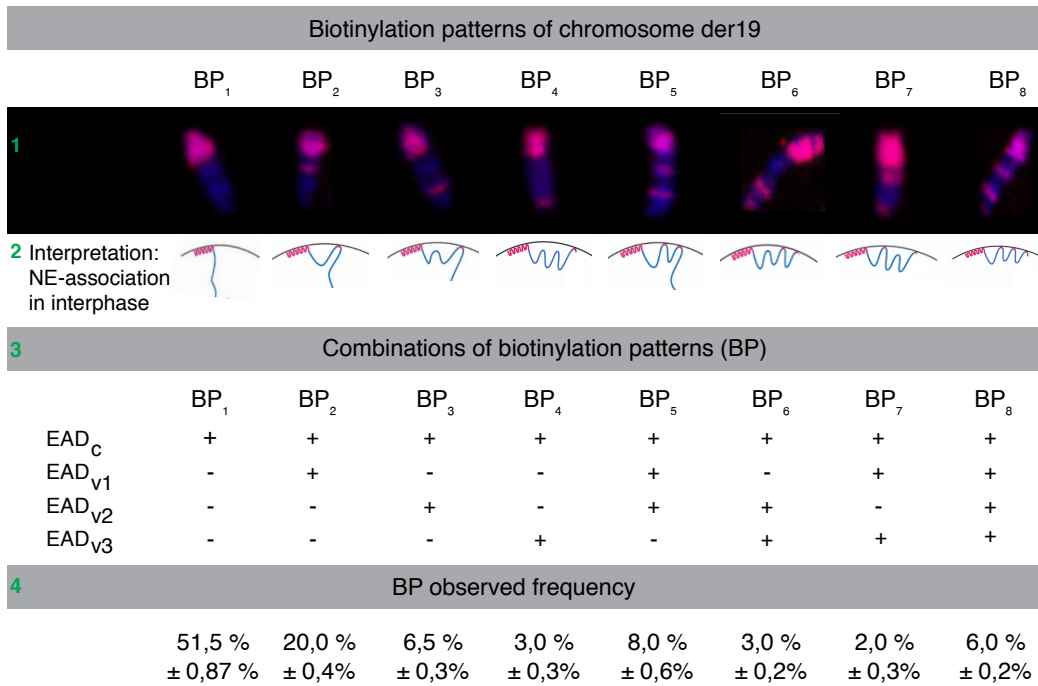 Biotinylation patterns of chromosome der19
BP1 BP2 BP3 BP4 BP5 BP6 BP7 BP8
1
2 Interpretation:
NE-association
in interphase
3 Combinations of biotinylation patterns (BP)
BP1 BP2 BP3 BP4 BP5 BP6 BP7 BP8
EADC + + + + + + + +
EADV1 - + - - + - + +
EADV2 - - + - + + - +
EADV3 - - - + - + + +
4 BP observed frequency
51,5 % 20,0 % 6,5 % 3,0 % 8,0 % 3,0 % 2,0 % 6,0 %
± 0,87 % ± 0,4% ± 0,3% ± 0,3% ± 0,6% ± 0,2% ± 0,3% ± 0,2%